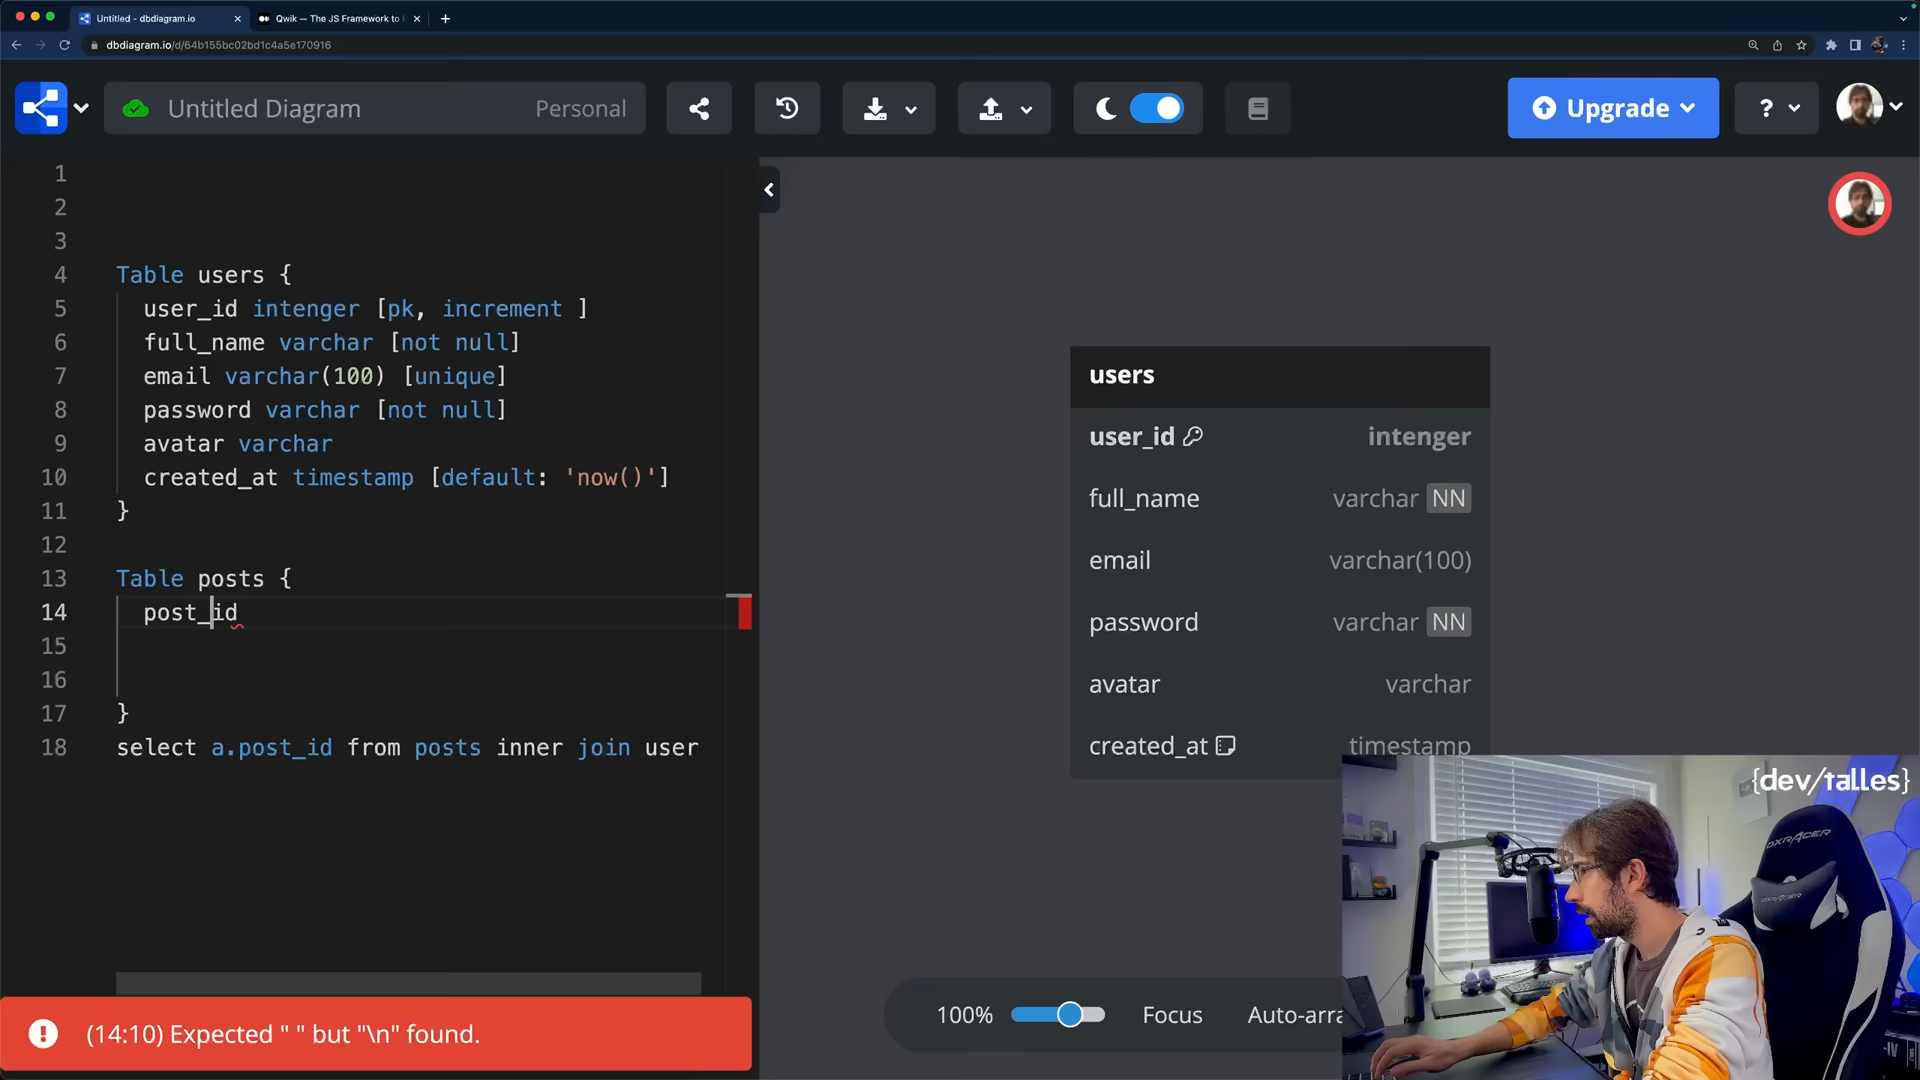 Untitled - dbdiagram.io
Qwik — The JS Framework to
dbdiagram.io/d/64b155bc02bd1c4a5e170916
Untitled Diagram
Personal
Upgrade
?
1
2
3
4 Table users {
5 user_id intenger [pk, increment ]
6 full_name varchar [not null]
7 email varchar(100) [unique]
8 password varchar [not null]
9 avatar varchar
10 created_at timestamp [default: 'now()']
11 }
12
13 Table posts {
14 post_id
15
16
17 }
18 select a.post_id from posts inner join user
users
user_id intenger
full_name varchar NN
email varchar(100)
password varchar NN
avatar varchar
created_at timestamp
{dev/talles}
DXRACER
DXRACER
100%
Focus
Auto-arra
(14:10) Expected " " but "\n" found.